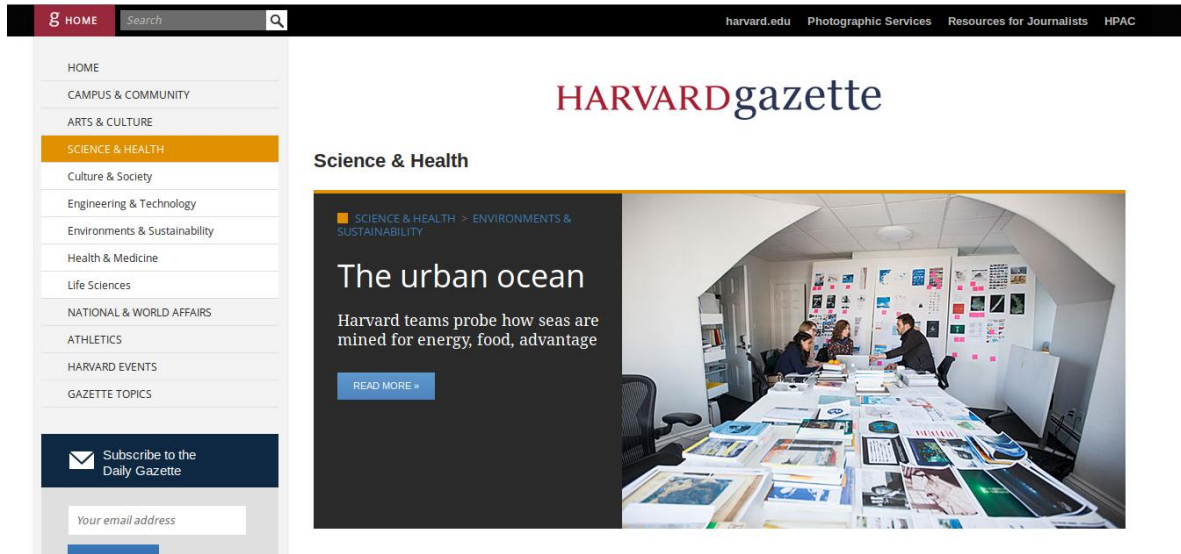 g HOME
Search
harvard.edu Photographic Services Resources for Journalists HPAC
HOME
CAMPUS & COMMUNITY
ARTS & CULTURE
SCIENCE & HEALTH
Culture & Society
Engineering & Technology
Environments & Sustainability
Health & Medicine
Life Sciences
NATIONAL & WORLD AFFAIRS
ATHLETICS
HARVARD EVENTS
GAZETTE TOPICS
Subscribe to the
Daily Gazette
Your email address
HARVARDgazette
Science & Health
SCIENCE & HEALTH > ENVIRONMENTS &
SUSTAINABILITY
The urban ocean
Harvard teams probe how seas are
mined for energy, food, advantage
READ MORE »